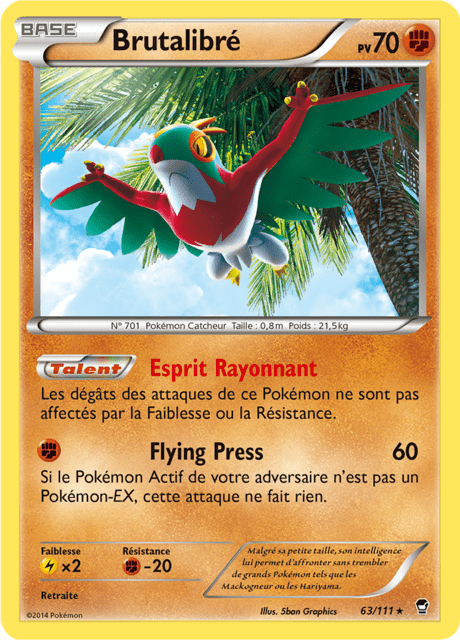 BASE
Brutalibré
PV70
N° 701 Pokémon Catcheur Taille : 0,8m Poids : 21,5kg
Talent
Esprit Rayonnant
Les dégâts des attaques de ce Pokémon ne sont pas
affectés par la Faiblesse ou la Résistance.
Flying Press 60
Si le Pokémon Actif de votre adversaire n'est pas un
Pokémon-EX, cette attaque ne fait rien.
Faiblesse Résistance
×2 -20
Retraite
Malgré sa petite taille, son intelligence
lui permet d'affronter sans trembler
de grands Pokémon tels que les
Mackogneur ou les Hariyama.
©2014 Pokémon Illus. 5ban Graphics 63/111 ★